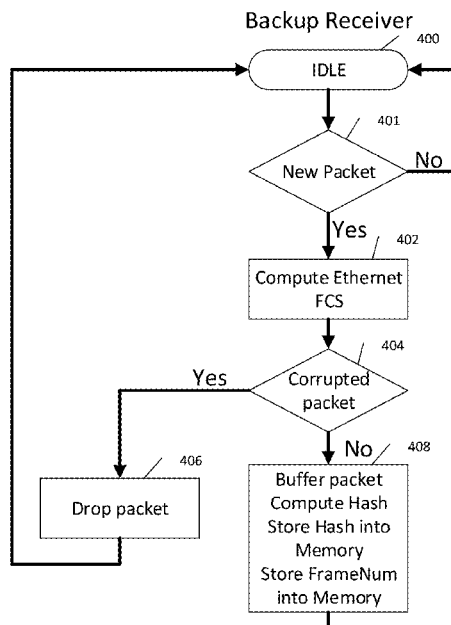 Backup Receiver
400
IDLE
401
New Packet
No
Yes
402
Compute Ethernet
FCS
404
Yes
Corrupted
packet
No
408
406
Drop packet
Buffer packet
Compute Hash
Store Hash into
Memory
Store FrameNum
into Memory